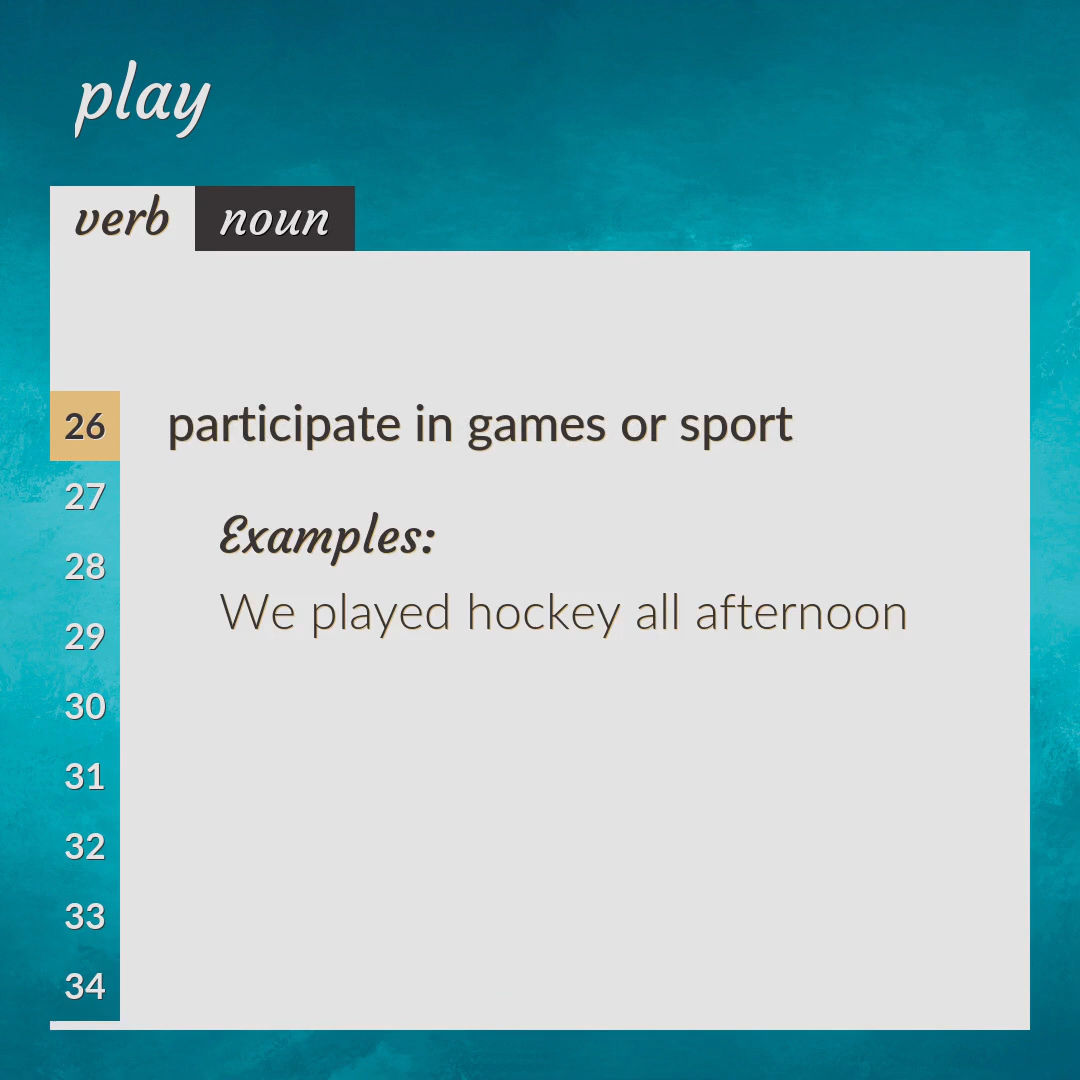 play
verb noun
26 participate in games or sport
27
Examples:
28
We played hockey all afternoon
29
30
31
32
33
34